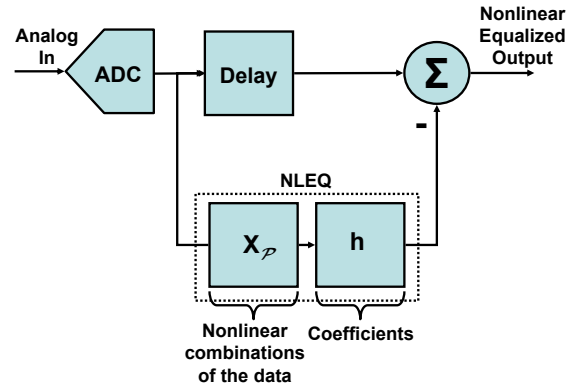 Analog
In
ADC
Delay
Σ
Nonlinear
Equalized
Output
-
NLEQ
X𝒫
h
Nonlinear
combinations
of the data
Coefficients